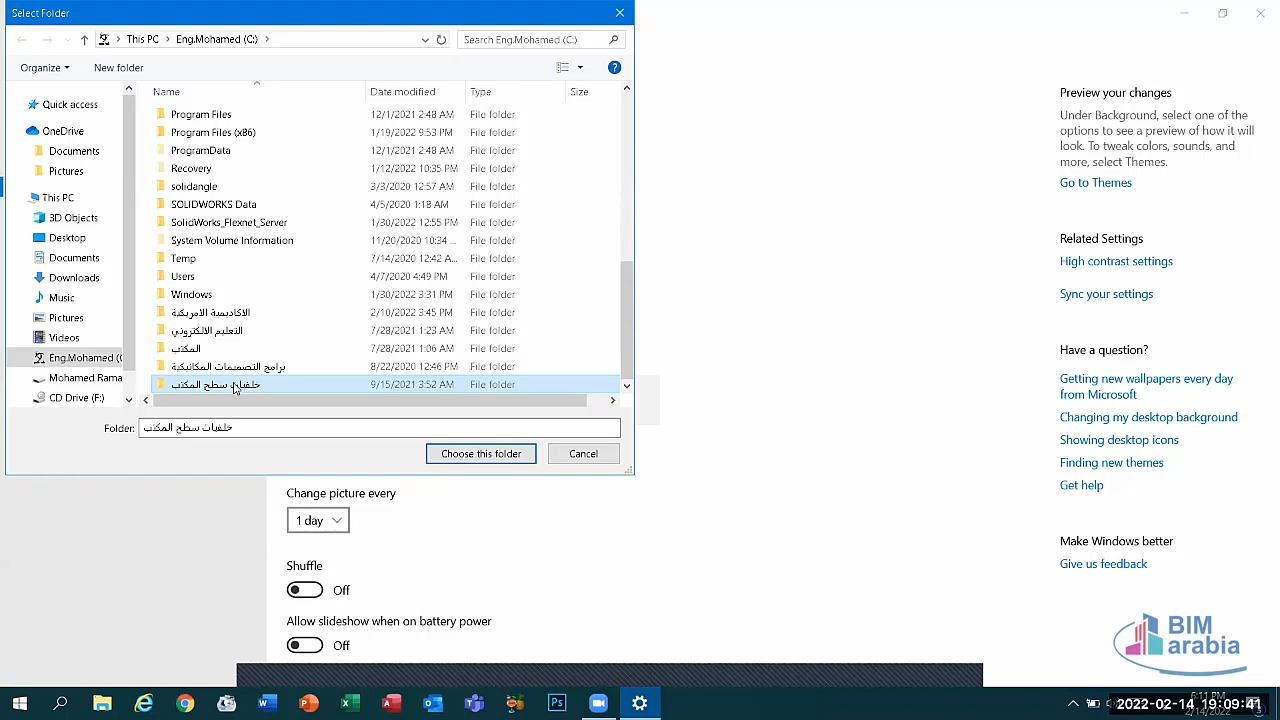 Select Folder
This PC
Eng.Mohamed (C:)
Search Eng.Mohamed (C:)
Organize
New folder
Name
Date modified
Type
Size
Quick access
OneDrive
Documents
Pictures
This PC
3D Objects
Desktop
Documents
Downloads
Music
Pictures
Videos
Eng.Mohamed (C
Mohamed Rama
CD Drive (F:)
Program Files 12/1/2021 2:48 AM File folder
Program Files (x86) 1/19/2022 9:53 PM File folder
ProgramData 12/1/2021 2:48 AM File folder
Recovery 1/12/2022 10:35 PM File folder
solidangle 3/3/2020 12:57 AM File folder
SOLIDWORKS Data 4/5/2020 1:18 AM File folder
SolidWorks_Flexnet_Server 1/30/2022 12:55 PM File folder
System Volume Information 11/20/2020 10:34 ... File folder
Temp 7/14/2020 12:42 A... File folder
Users 4/7/2020 4:49 PM File folder
Windows 1/30/2022 3:31 PM File folder
الاكاديمية الامريكية 2/10/2022 3:45 PM File folder
التعليم الالكتروني 7/28/2021 1:23 AM File folder
المكتب 7/28/2021 1:06 AM File folder
برامج التصميمات المكانيكية 8/22/2020 12:46 PM File folder
خلفيات سطح المكتب 9/15/2021 3:52 AM File folder
Folder: خلفيات سطح المكتب
Choose this folder
Cancel
Change picture every
1 day
Shuffle
Off
Allow slideshow when on battery power
Off
Preview your changes
Under Background, select one of the
options to see a preview of how it will
look. To tweak colors, sounds, and
more, select Themes.
Go to Themes
Related Settings
High contrast settings
Sync your settings
Have a question?
Getting new wallpapers every day
from Microsoft
Changing my desktop background
Showing desktop icons
Finding new themes
Get help
Make Windows better
Give us feedback
BIM
arabia
6:11 PM
2022-02-14 19:09:41
2/14/2022